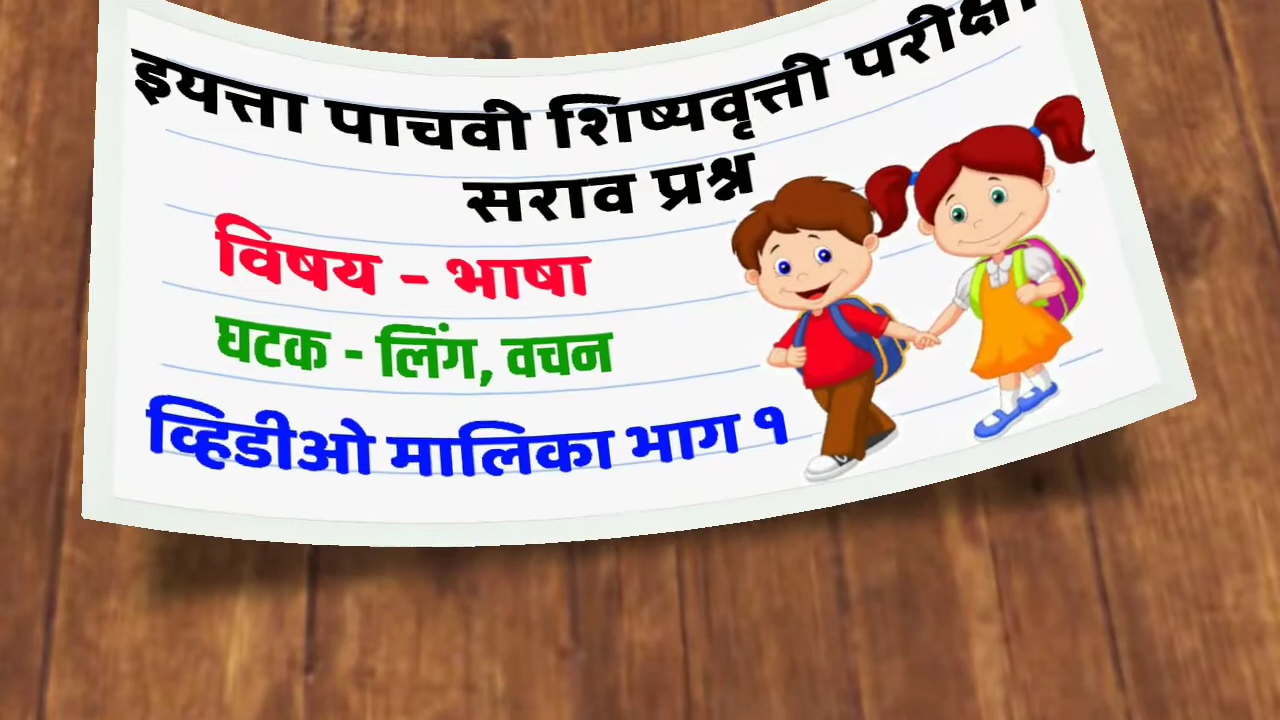 इयत्ता पाचवी शिष्यवृत्ती परीक्षा
सराव प्रश्न
विषय - भाषा
घटक - लिंग, वचन
व्हिडीओ मालिका भाग १